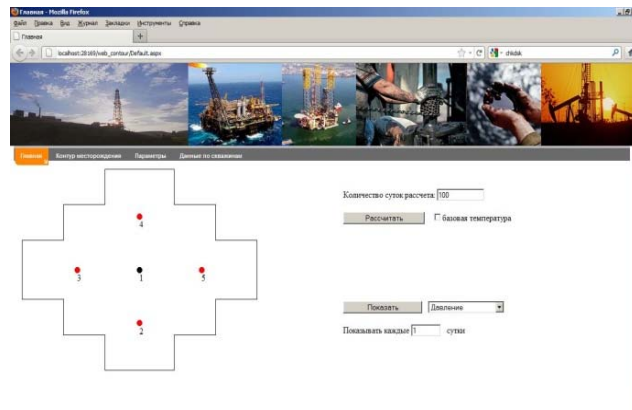 Главная - Mozilla Firefox
Файл Правка Вид Журнал Закладки Инструменты Справка
Главная +
localhost:28169/web_contour/Default.aspx
Главная Контур месторождение Параметры Данные по скважинам
Количество суток рассчета: 100
Рассчитать базовая температура
4
3 1 5
2
Показать Давление
Показывать каждые 1 сутки